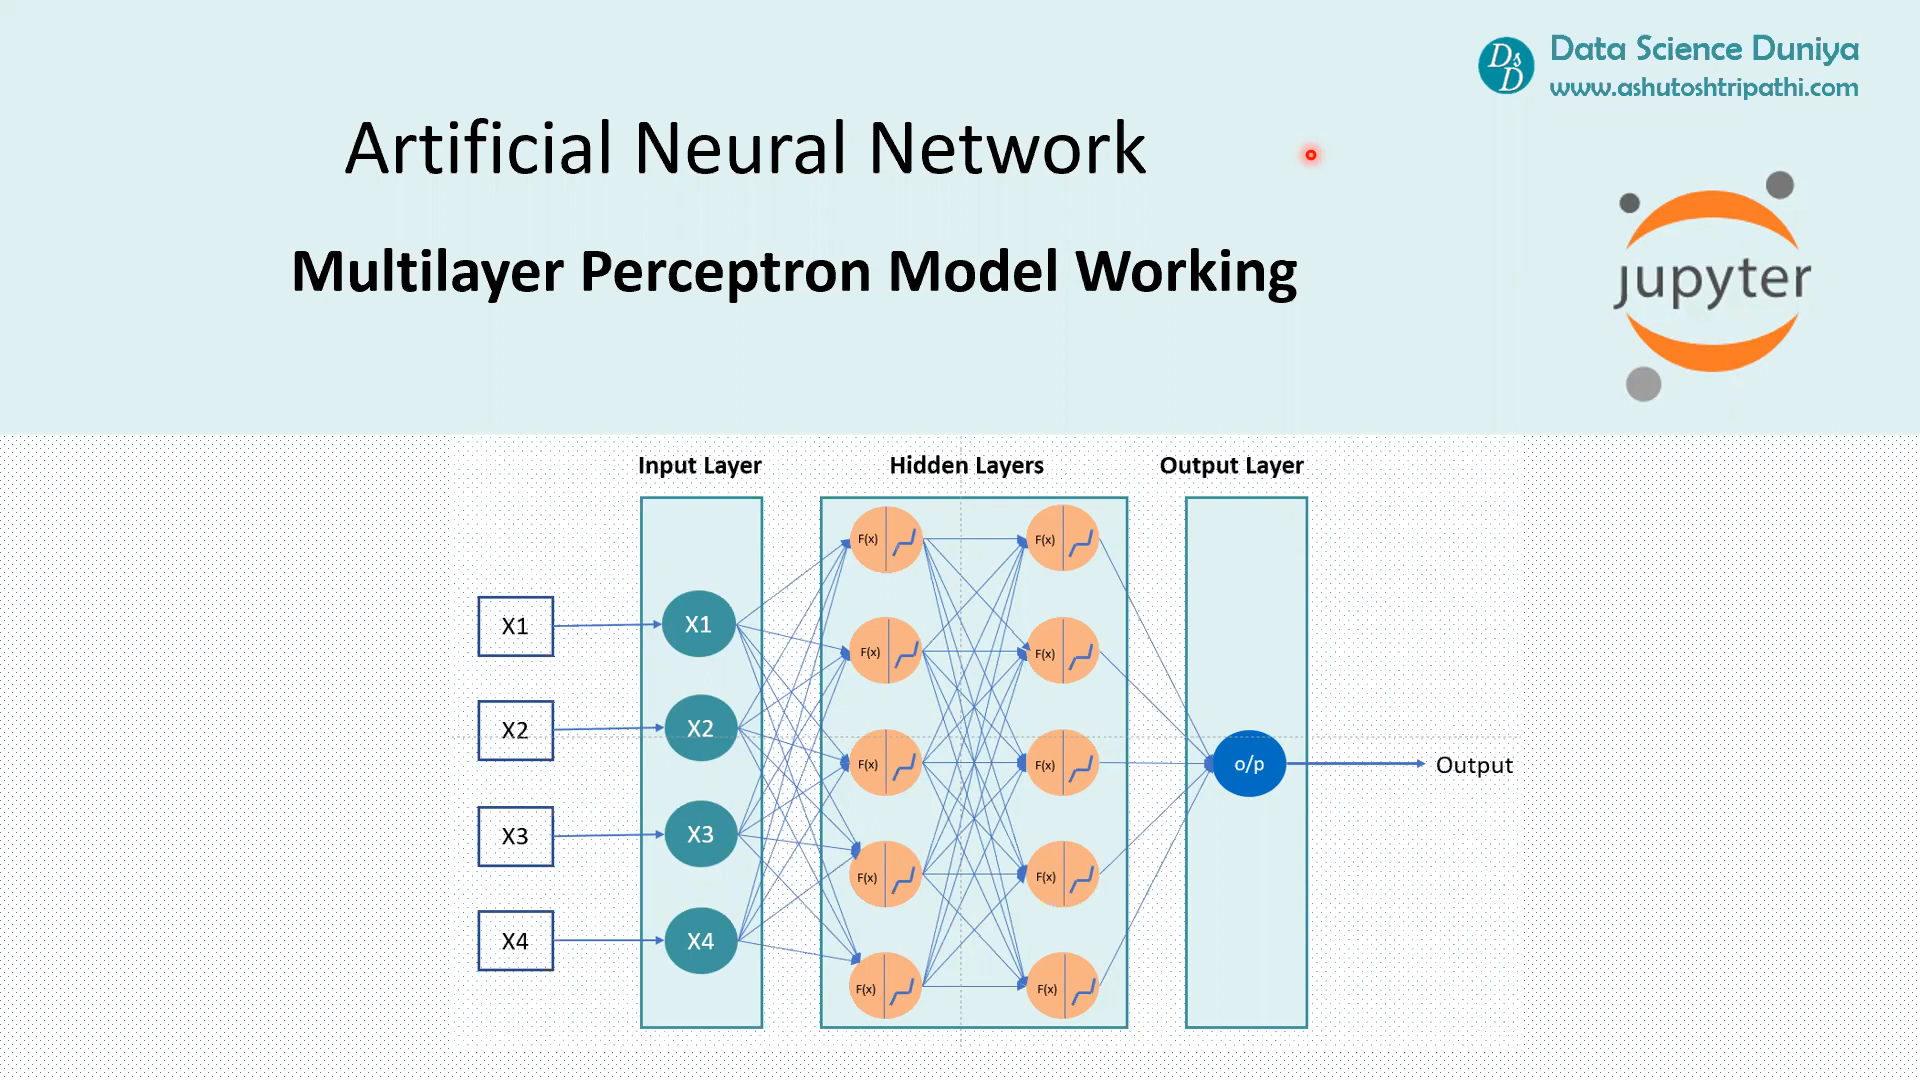 DsD
Data Science Duniya
www.ashutoshtripathi.com
Artificial Neural Network
Multilayer Perceptron Model Working
jupyter
Input Layer
Hidden Layers
Output Layer
X1
X2
X3
X4
X1
X2
X3
X4
F(x)
F(x)
F(x)
F(x)
F(x)
F(x)
F(x)
F(x)
F(x)
F(x)
o/p
Output